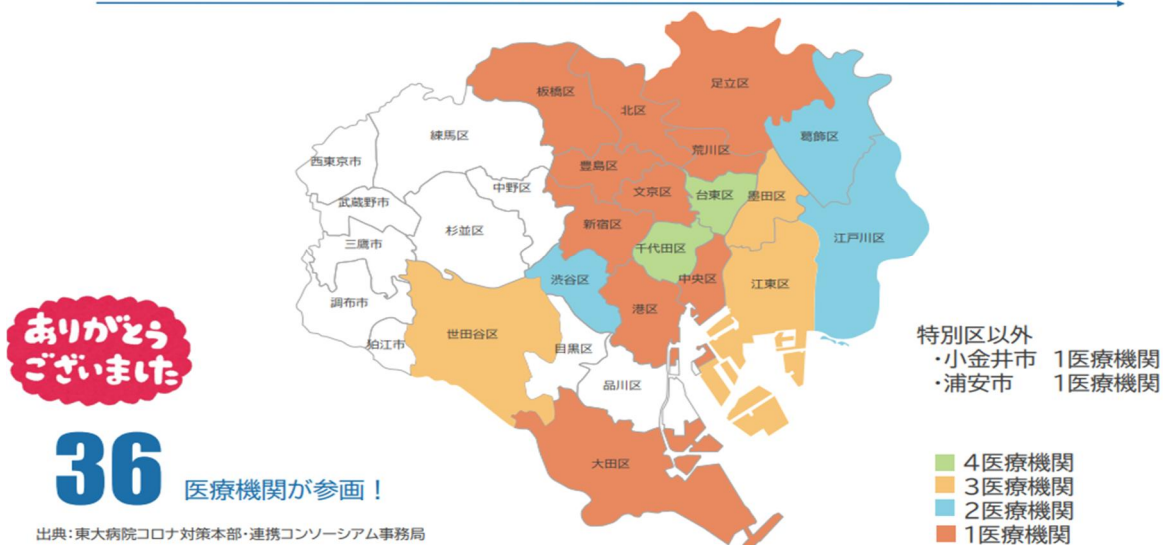 足立区
板橋区
北区
葛飾区
練馬区
荒川区
西東京市
豊島区
中野区
文京区
台東区
墨田区
武蔵野市
新宿区
杉並区
三鷹市
千代田区
江戸川区
渋谷区
中央区
江東区
調布市
港区
世田谷区
狛江市
目黒区
品川区
大田区
ありがとう
ございました
36 医療機関が参画！
出典：東大病院コロナ対策本部・連携コンソーシアム事務局
特別区以外
・小金井市 1医療機関
・浦安市 1医療機関
4医療機関
3医療機関
2医療機関
1医療機関